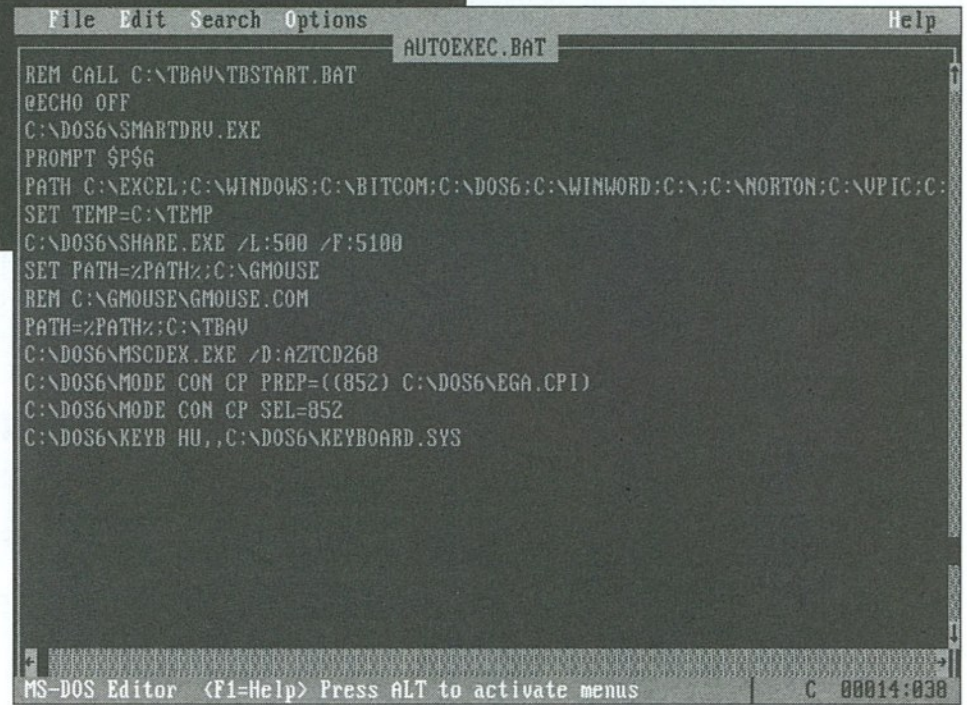 File Edit Search Options Help
AUTOEXEC.BAT
REM CALL C:\TBAV\TBSTART.BAT
@ECHO OFF
C:\DOS6\SMARTDRV.EXE
PROMPT $P$G
PATH C:\EXCEL;C:\WINDOWS;C:\BITCOM;C:\DOS6;C:\WINWORD;C:\;C:\NORTON;C:\VPIC;C:
SET TEMP=C:\TEMP
C:\DOS6\SHARE.EXE /L:500 /F:5100
SET PATH=%PATH%;C:\GMOUSE
REM C:\GMOUSE\GMOUSE.COM
PATH=%PATH%;C:\TBAV
C:\DOS6\MSCDEX.EXE /D:AZTCD268
C:\DOS6\MODE CON CP PREP=((852) C:\DOS6\EGA.CPI)
C:\DOS6\MODE CON CP SEL=852
C:\DOS6\KEYB HU,,C:\DOS6\KEYBOARD.SYS
MS-DOS Editor <F1=Help> Press ALT to activate menus C 00014:038